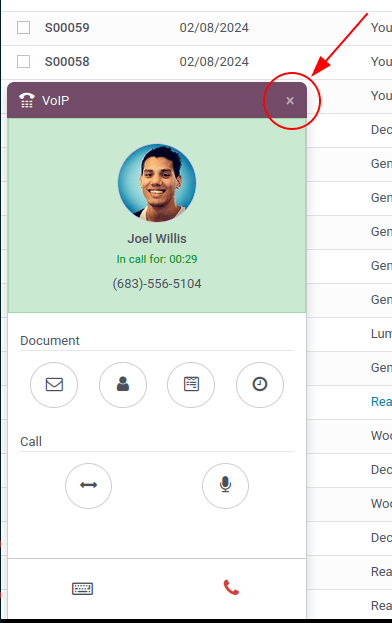 S00059 02/08/2024 You
S00058 02/08/2024 You
VoIP × You
Dec
Joel Willis Gen
In call for: 00:29 Gen
(683)-556-5104 Gen
Gen
Gen
Document Lum
Gen
Rea
Call Woo
Dec
Woo
Dec
Rea
Rea